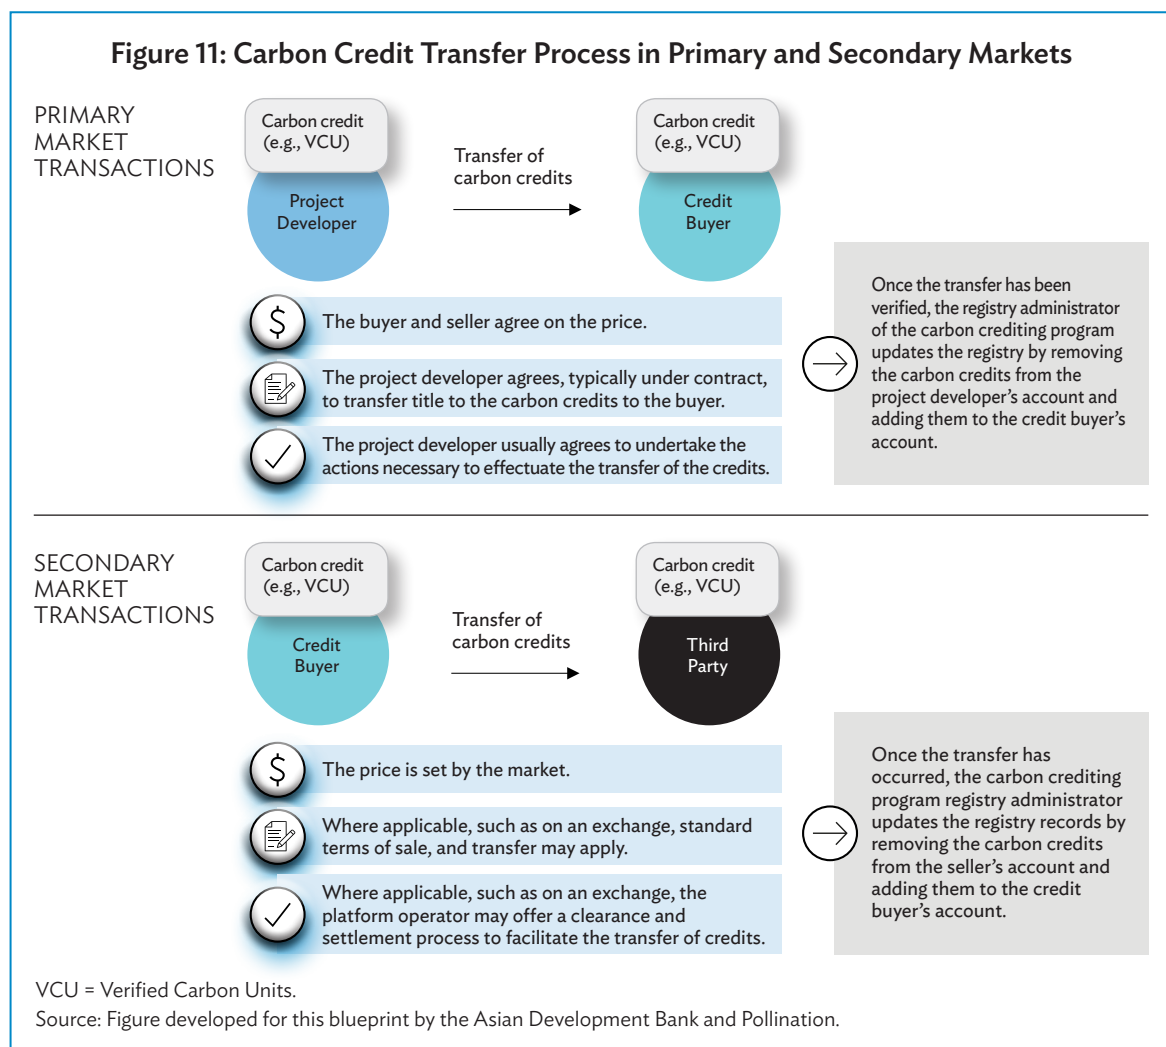 Figure 11: Carbon Credit Transfer Process in Primary and Secondary Markets
PRIMARY
MARKET
TRANSACTIONS
Carbon credit
(e.g., VCU)
Project
Developer
Transfer of
carbon credits
Carbon credit
(e.g., VCU)
Credit
Buyer
$
The buyer and seller agree on the price.
The project developer agrees, typically under contract,
to transfer title to the carbon credits to the buyer.
The project developer usually agrees to undertake the
actions necessary to effectuate the transfer of the credits.
Once the transfer has been
verified, the registry administrator
of the carbon crediting program
updates the registry by removing
the carbon credits from the
project developer’s account and
adding them to the credit buyer’s
account.
SECONDARY
MARKET
TRANSACTIONS
Carbon credit
(e.g., VCU)
Credit
Buyer
Transfer of
carbon credits
Carbon credit
(e.g., VCU)
Third
Party
$
The price is set by the market.
Where applicable, such as on an exchange, standard
terms of sale, and transfer may apply.
Where applicable, such as on an exchange, the
platform operator may offer a clearance and
settlement process to facilitate the transfer of credits.
Once the transfer has
occurred, the carbon crediting
program registry administrator
updates the registry records by
removing the carbon credits
from the seller’s account and
adding them to the credit
buyer’s account.
VCU = Verified Carbon Units.
Source: Figure developed for this blueprint by the Asian Development Bank and Pollination.